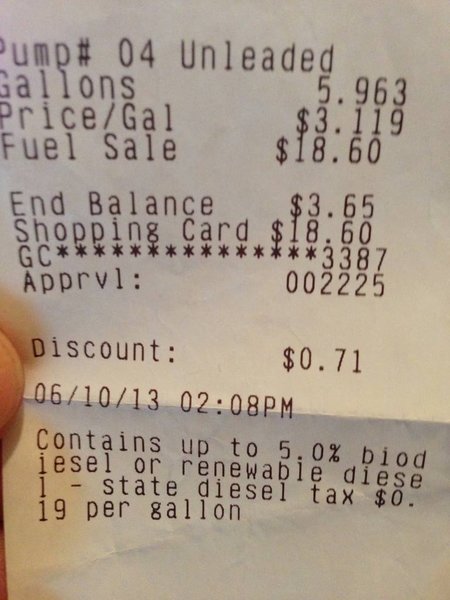 Pump# 04 Unleaded
Gallons 5.963
Price/Gal $3.119
Fuel Sale $18.60
End Balance $3.65
Shopping Card $18.60
GC***************3387
Apprvl: 002225
Discount: $0.71
06/10/13 02:08PM
Contains up to 5.0% biod
iesel or renewable diese
l - state diesel tax $0.
19 per gallon